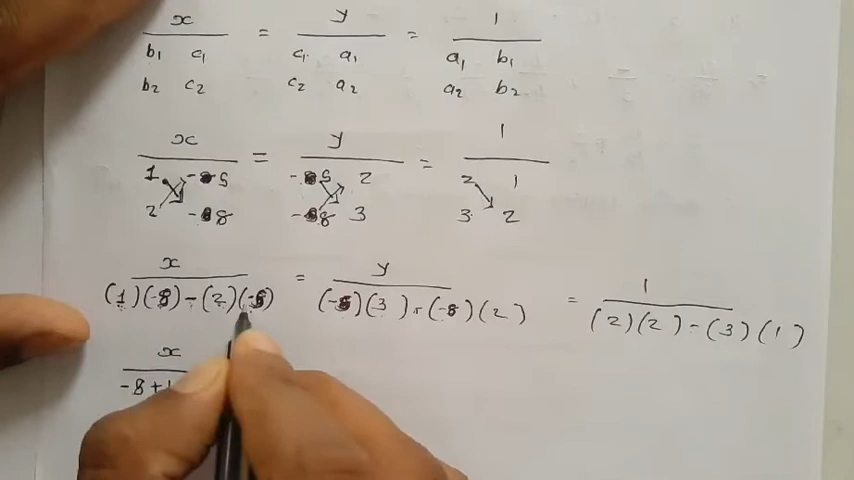 x = y = 1
b1 c1 c1 a1 a1 b1
b2 c2 c2 a2 a2 b2
x = y = 1
1 -5 -5 2 2 1
2 -8 -8 3 3 2
x = y = 1
(1)(-8)-(2)(-5) (-5)(3)-(-8)(2) (2)(2)-(3)(1)
x
-8+1